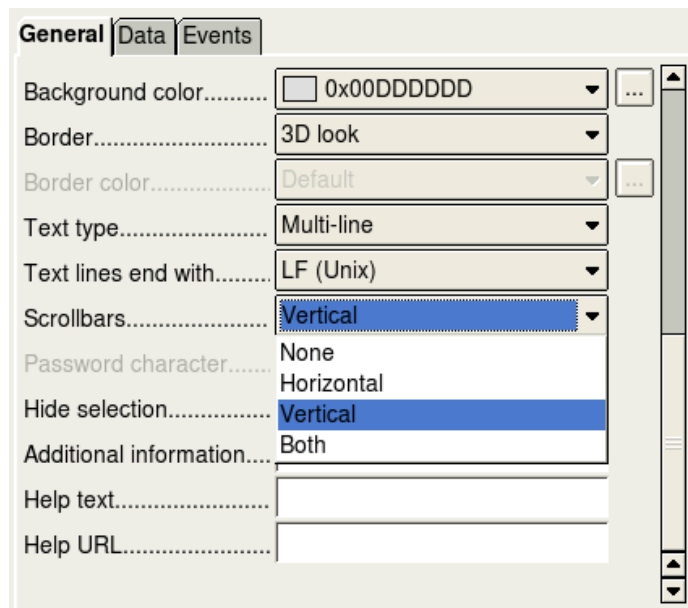 General Data Events
Background color.......... 0x00DDDDDD ...
Border.......................... 3D look
Border color.................. Default ...
Text type...................... Multi-line
Text lines end with........ LF (Unix)
Scrollbars..................... Vertical
Password character.......
None
Horizontal
Hide selection...............
Vertical
Additional information....
Both
Help text.......................
Help URL......................